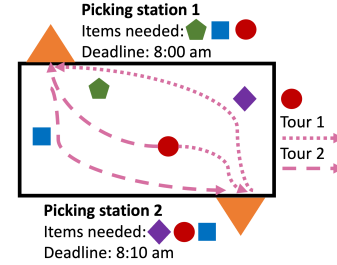 Picking station 1
Items needed:
Deadline: 8:00 am
Tour 1
Tour 2
Picking station 2
Items needed:
Deadline: 8:10 am